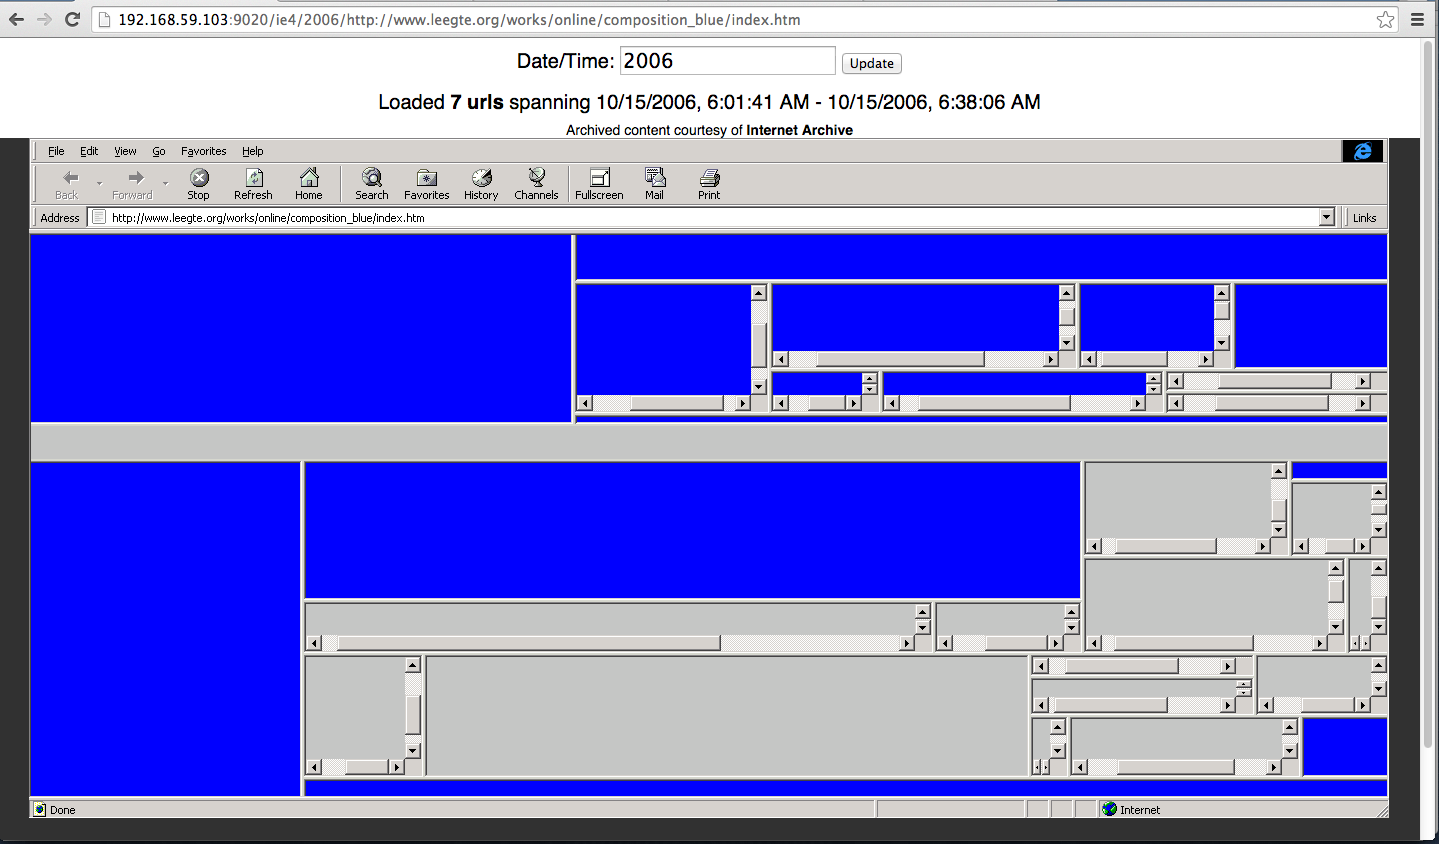 192.168.59.103:9020/ie4/2006/http://www.leegte.org/works/online/composition_blue/index.htm
Date/Time: 2006 Update
Loaded 7 urls spanning 10/15/2006, 6:01:41 AM - 10/15/2006, 6:38:06 AM
Archived content courtesy of Internet Archive
File Edit View Go Favorites Help
Back Forward Stop Refresh Home Search Favorites History Channels Fullscreen Mail Print
Address http://www.leegte.org/works/online/composition_blue/index.htm Links
Done Internet